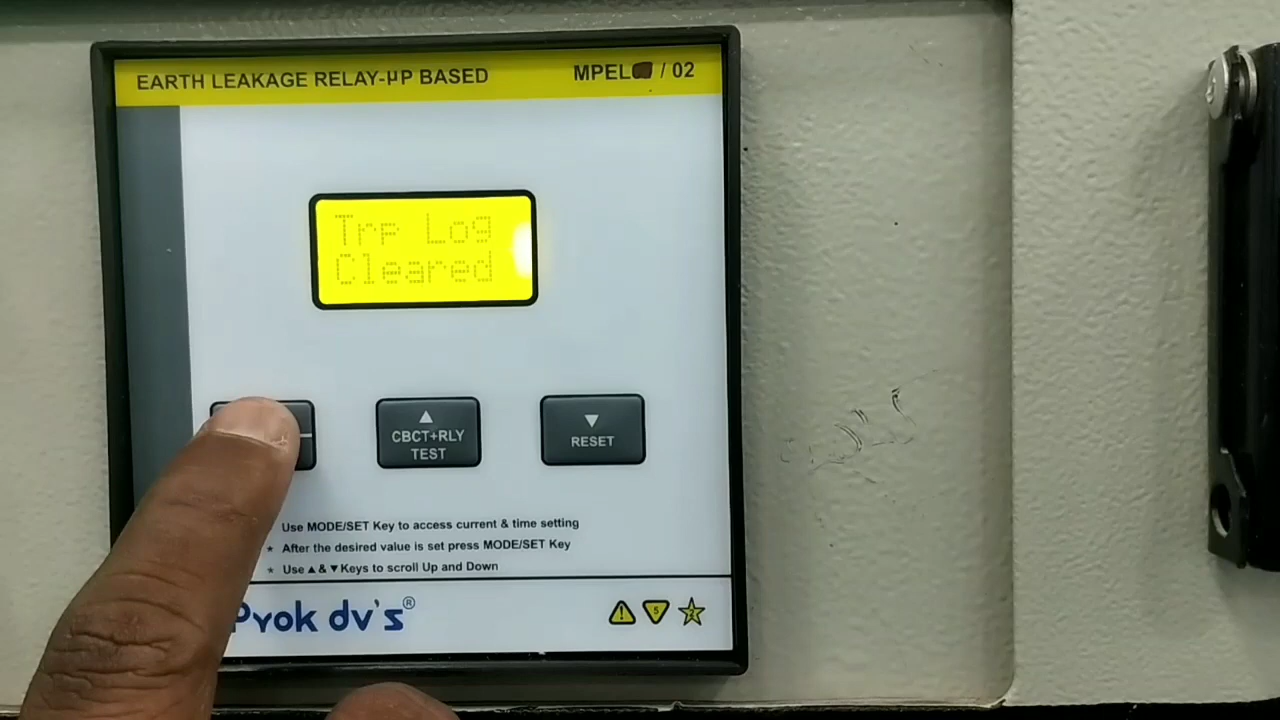 EARTH LEAKAGE RELAY-µP BASED
MPEL / 02
Trp Log
Cleared
▲
CBCT+RLY
TEST
▼
RESET
Use MODE/SET Key to access current & time setting
* After the desired value is set press MODE/SET Key
* Use ▲ & ▼ Keys to scroll Up and Down
Pyok dv's®
5
2